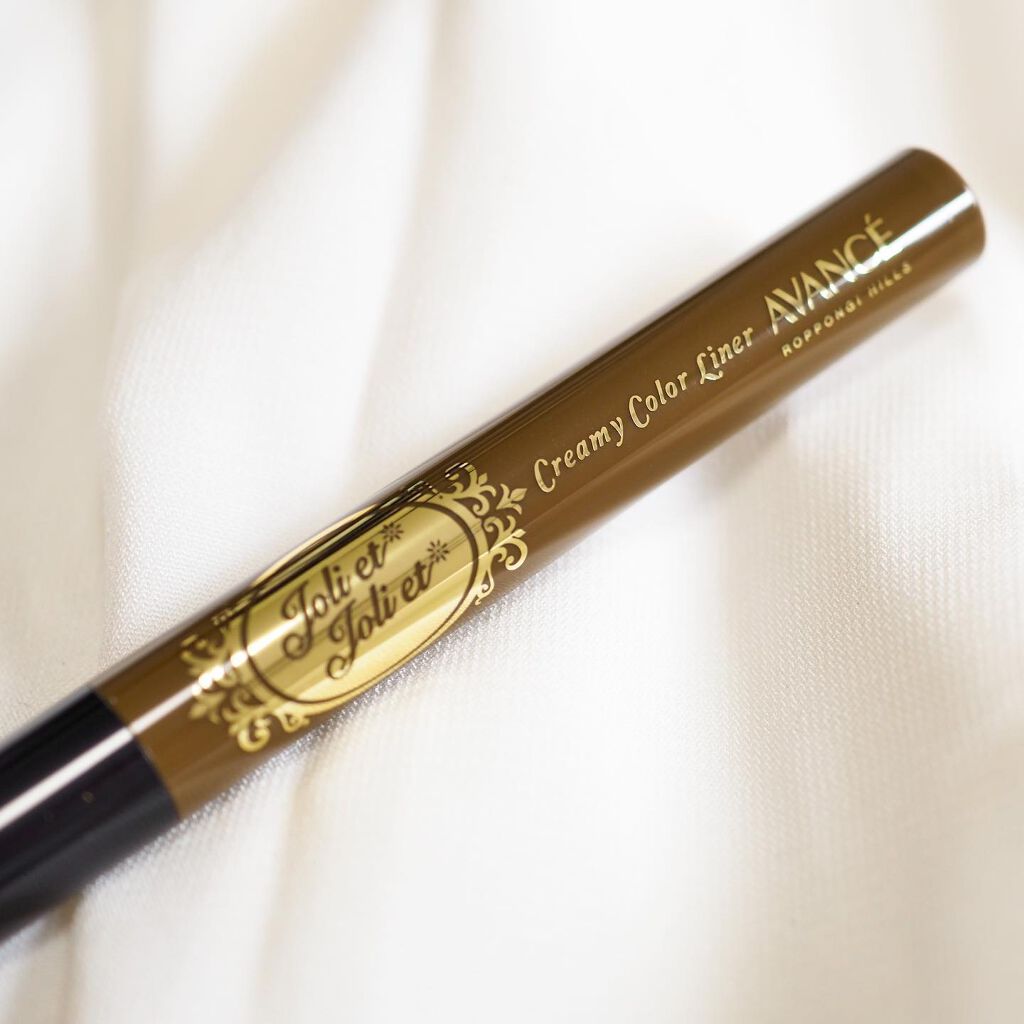 Joli et*
Joli et*
Creamy Color Liner
AVANCÉ
ROPPONGI HILLS